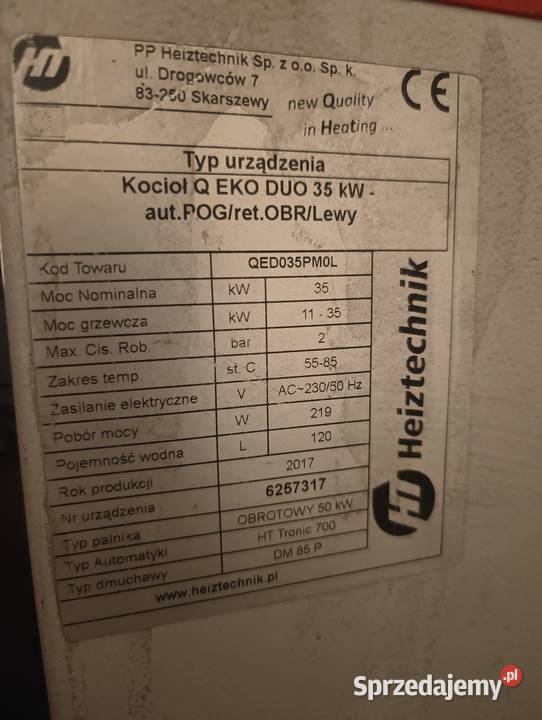 HT
PP Heiztechnik Sp. z o.o. Sp. k.
ul. Drogowców 7
83-250 Skarszewy
new Quality
in Heating ...
CE
Typ urządzenia
Kocioł Q EKO DUO 35 kW -
aut.POG/ret.OBR/Lewy
Kod Towaru QED035PM0L
Moc Nominalna kW 35
Moc grzewcza kW 11 - 35
Max. Cis. Rob. bar 2
Zakres temp. st. C 55-85
Zasilanie elektryczne V AC~230/50 Hz
Pobór mocy W 219
Pojemność wodna L 120
Rok produkcji 2017
Nr urządzenia 6257317
Typ palnika OBROTOWY 50 kW
Typ Automatyki HT Tronic 700
Typ dmuchawy DM 85 P
www.heiztechnik.pl
HT Heiztechnik
Sprzedajemy.pl